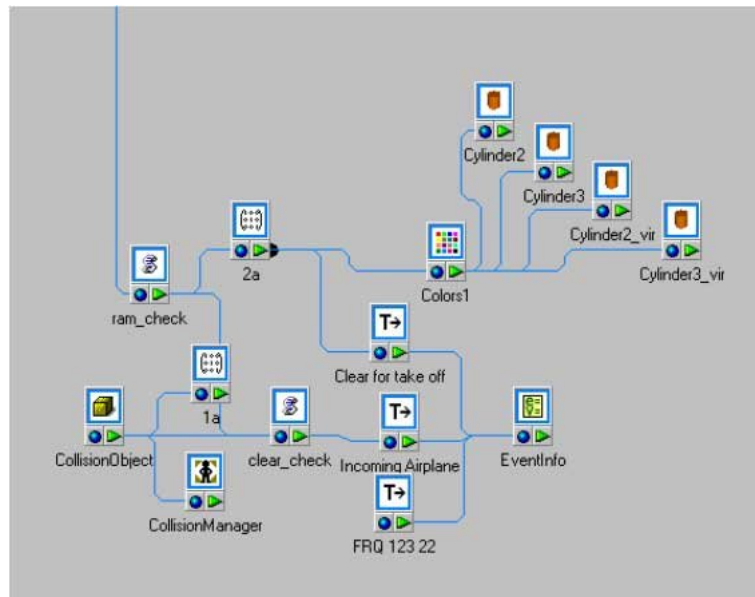 Cylinder2
Cylinder3
Cylinder2_vir
Cylinder3_vir
2a
Colors1
ram_check
T→
Clear for take off
1a
T→
CollisionObject
clear_check
Incoming Airplane
EventInfo
CollisionManager
T→
FRQ 123 22